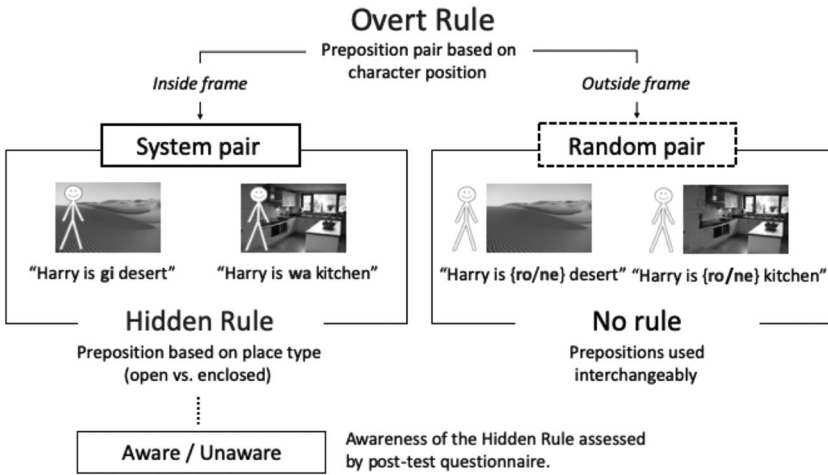 Overt Rule
Preposition pair based on
character position
Inside frame
Outside frame
System pair
Random pair
“Harry is gi desert”
“Harry is wa kitchen”
“Harry is {ro/ne} desert”
“Harry is {ro/ne} kitchen”
Hidden Rule
Preposition based on place type
(open vs. enclosed)
No rule
Prepositions used
interchangeably
Aware / Unaware
Awareness of the Hidden Rule assessed
by post-test questionnaire.